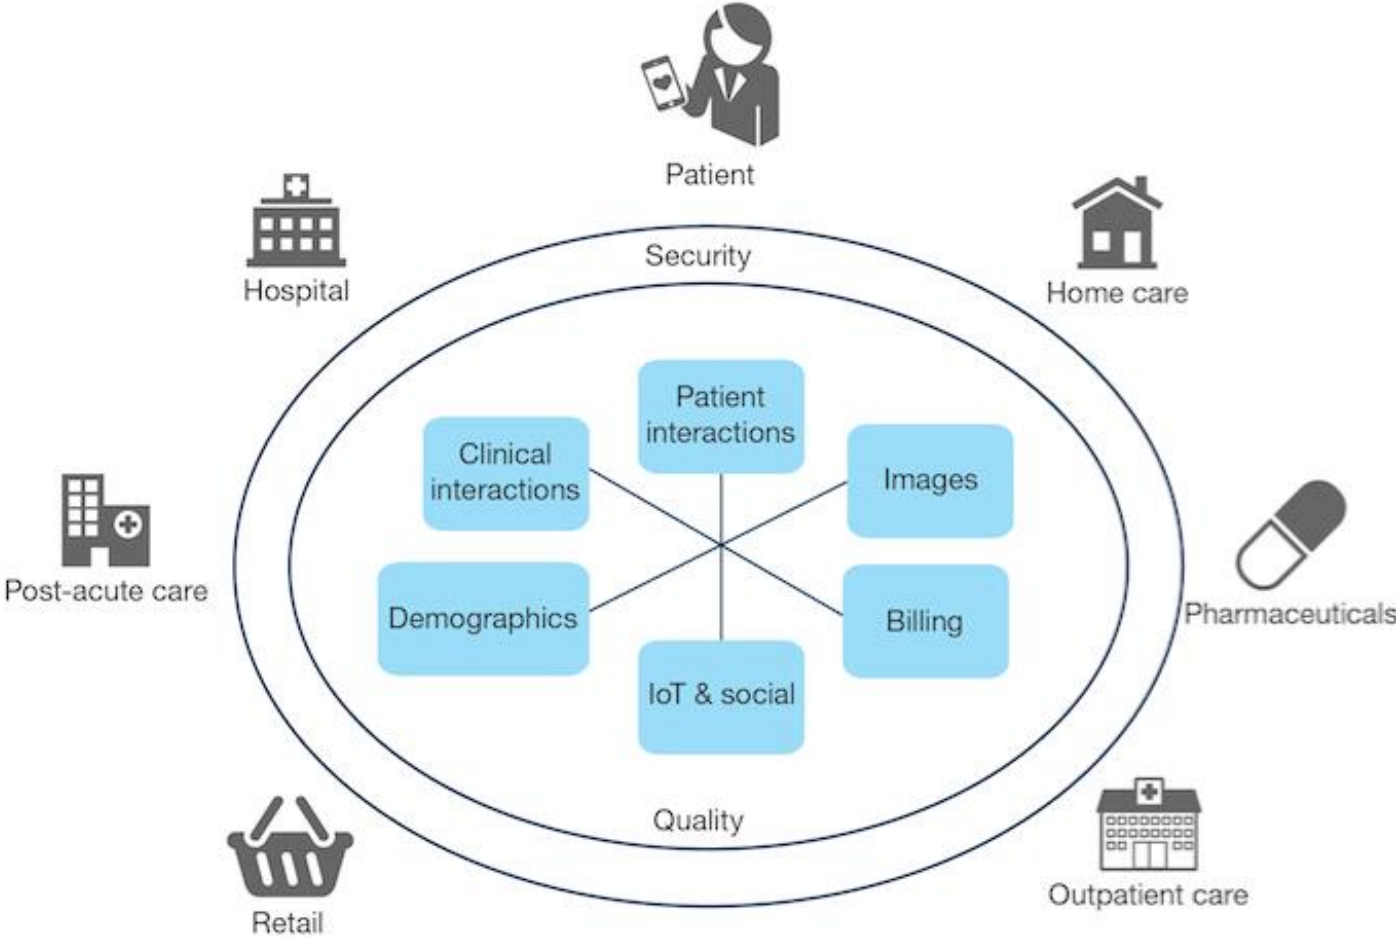 Patient
Hospital
Home care
Security
Patient
interactions
Clinical
interactions
Images
Post-acute care
Pharmaceuticals
Demographics
Billing
IoT & social
Quality
Retail
Outpatient care